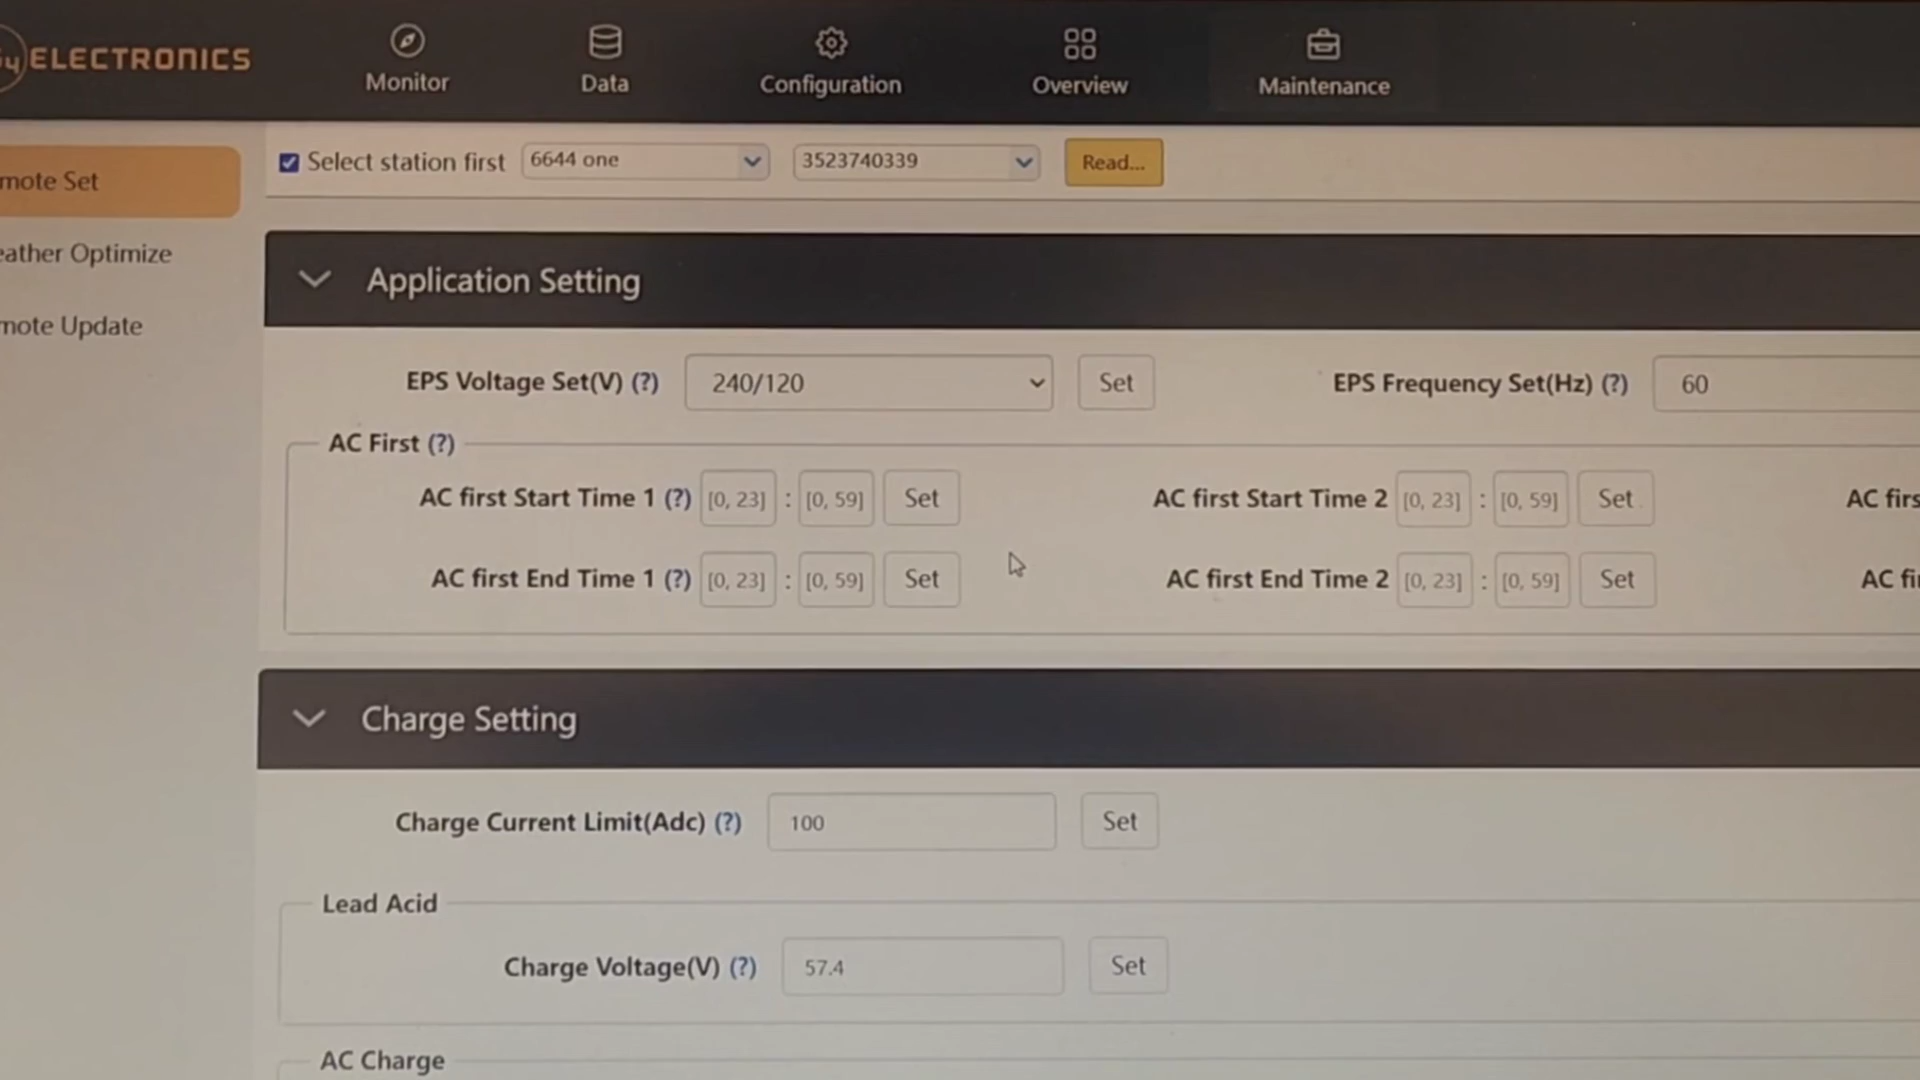 ELECTRONICS
Monitor
Data
Configuration
Overview
Maintenance
mote Set
eather Optimize
mote Update
Select station first 6644 one 3523740339 Read...
Application Setting
EPS Voltage Set(V) (?) 240/120 Set EPS Frequency Set(Hz) (?) 60
AC First (?)
AC first Start Time 1 (?) [0, 23] : [0, 59] Set AC first Start Time 2 [0, 23] : [0, 59] Set AC firs
AC first End Time 1 (?) [0, 23] : [0, 59] Set AC first End Time 2 [0, 23] : [0, 59] Set AC fi
Charge Setting
Charge Current Limit(Adc) (?) 100 Set
Lead Acid
Charge Voltage(V) (?) 57.4 Set
AC Charge